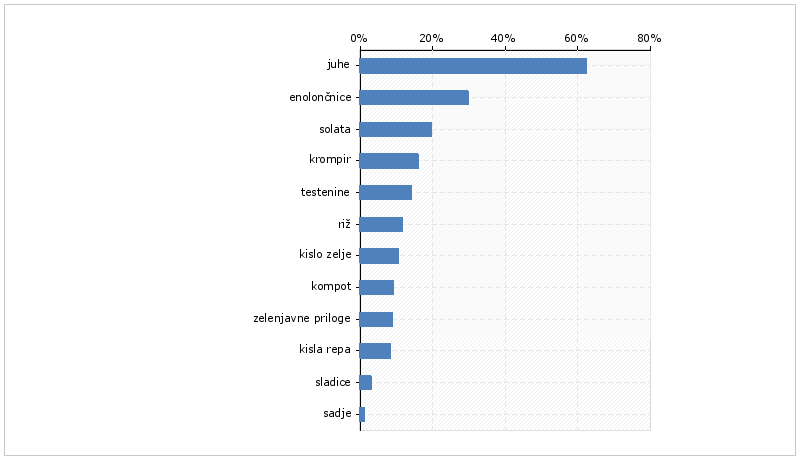 0% 20% 40% 60% 80%
juhe
enolončnice
solata
krompir
testenine
riž
kislo zelje
kompot
zelenjavne priloge
kisla repa
sladice
sadje